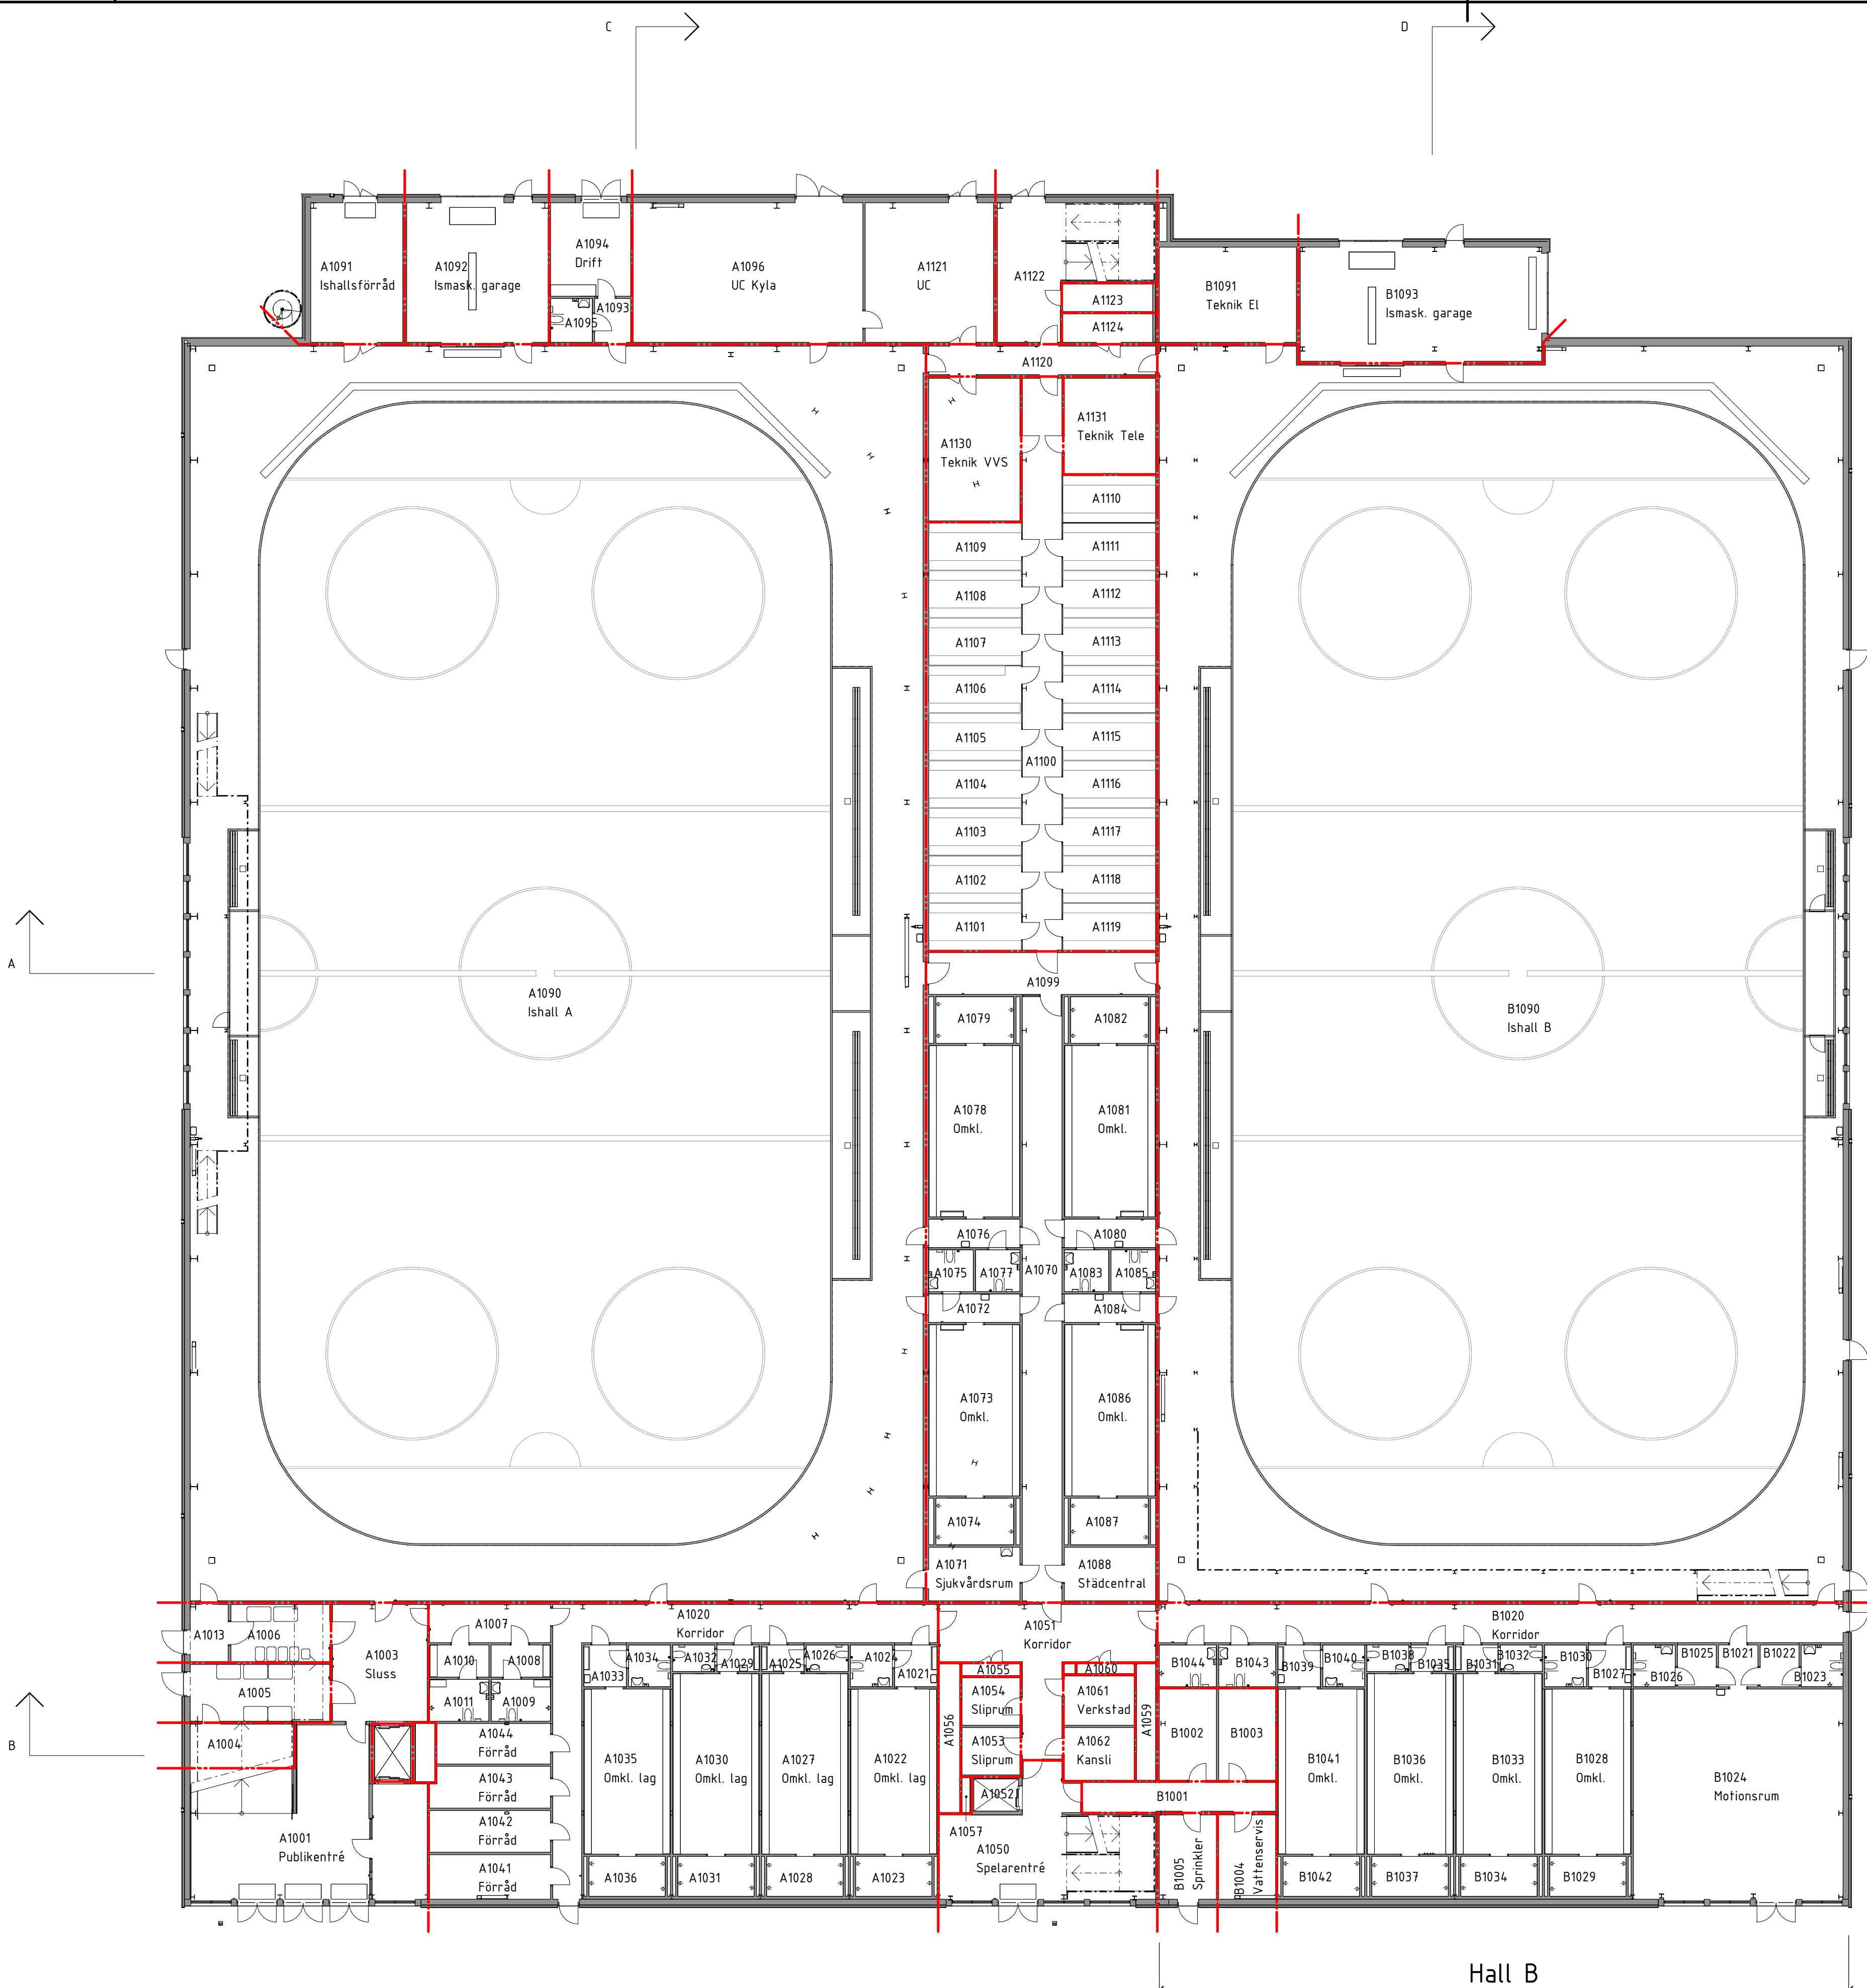 C
D
A1091
Ishallsförråd
A1092
Ismask. garage
A1094
Drift
A1093
A1095
A1096
UC Kyla
A1121
UC
A1122
A1123
A1124
B1091
Teknik El
B1093
Ismask. garage
A1120
A1130
Teknik VVS
A1131
Teknik Tele
A1110
A1109
A1111
A1108
A1112
A1107
A1113
A1106
A1114
A1105
A1115
A1100
A1104
A1116
A1103
A1117
A1102
A1118
A1101
A1119
A
A1099
A1090
Ishall A
B1090
Ishall B
A1079
A1082
A1078
Omkl.
A1081
Omkl.
A1076
A1080
A1075
A1077
A1070
A1083
A1085
A1072
A1084
A1073
Omkl.
A1086
Omkl.
A1074
A1087
A1071
Sjukvårdsrum
A1088
Städcentral
A1013
A1006
A1003
Sluss
A1007
A1020
Korridor
A1051
Korridor
B1020
Korridor
A1010
A1008
A1033
A1034
A1032
A1029
A1025
A1026
A1024
A1021
A1055
A1060
B1044
B1043
B1039
B1040
B1038
B1035
B1031
B1032
B1030
B1027
B1026
B1025
B1021
B1022
B1023
A1005
A1011
A1009
A1054
Sliprum
A1061
Verkstad
A1056
A1059
A1053
Sliprum
A1062
Kansli
B1002
B1003
B
A1004
A1044
Förråd
A1043
Förråd
A1042
Förråd
A1041
Förråd
A1035
Omkl. lag
A1030
Omkl. lag
A1027
Omkl. lag
A1022
Omkl. lag
B1041
Omkl.
B1036
Omkl.
B1033
Omkl.
B1028
Omkl.
B1024
Motionsrum
A1052
B1001
A1001
Publikentré
A1057
A1050
Spelarentré
B1005
Sprinkler
B1004
Vattenservis
A1036
A1031
A1028
A1023
B1042
B1037
B1034
B1029
Hall B